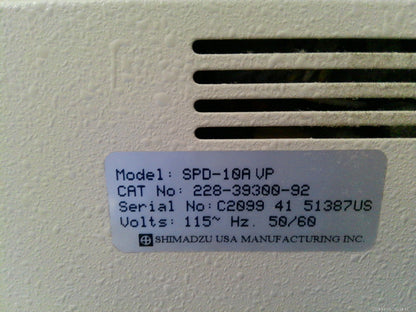 Model: SPD-10A VP
CAT No: 228-39300-92
Serial No: C2099 41 51387US
Volts: 115~ Hz. 50/60
SHIMADZU USA MANUFACTURING INC.